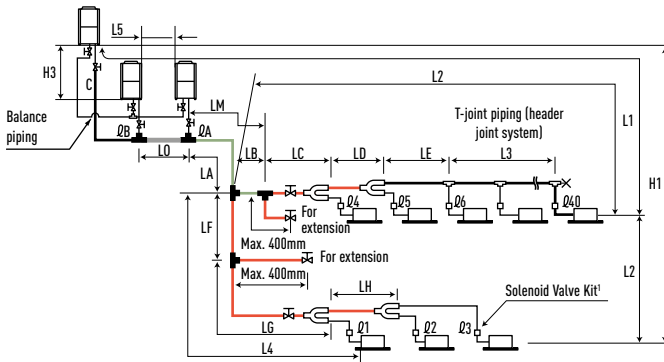 L5
L2
H3
C
LM
T-joint piping (header
joint system)
L1
Balance
piping
ℓB
ℓA
LO
LB
LC
LD
LE
L3
H1
LA
ℓ4
ℓ5
ℓ6
ℓ40
For
extension
LF
Max. 400mm
For extension
Max. 400mm
LH
L2
Solenoid Valve Kit¹
LG
ℓ1
ℓ2
ℓ3
L4